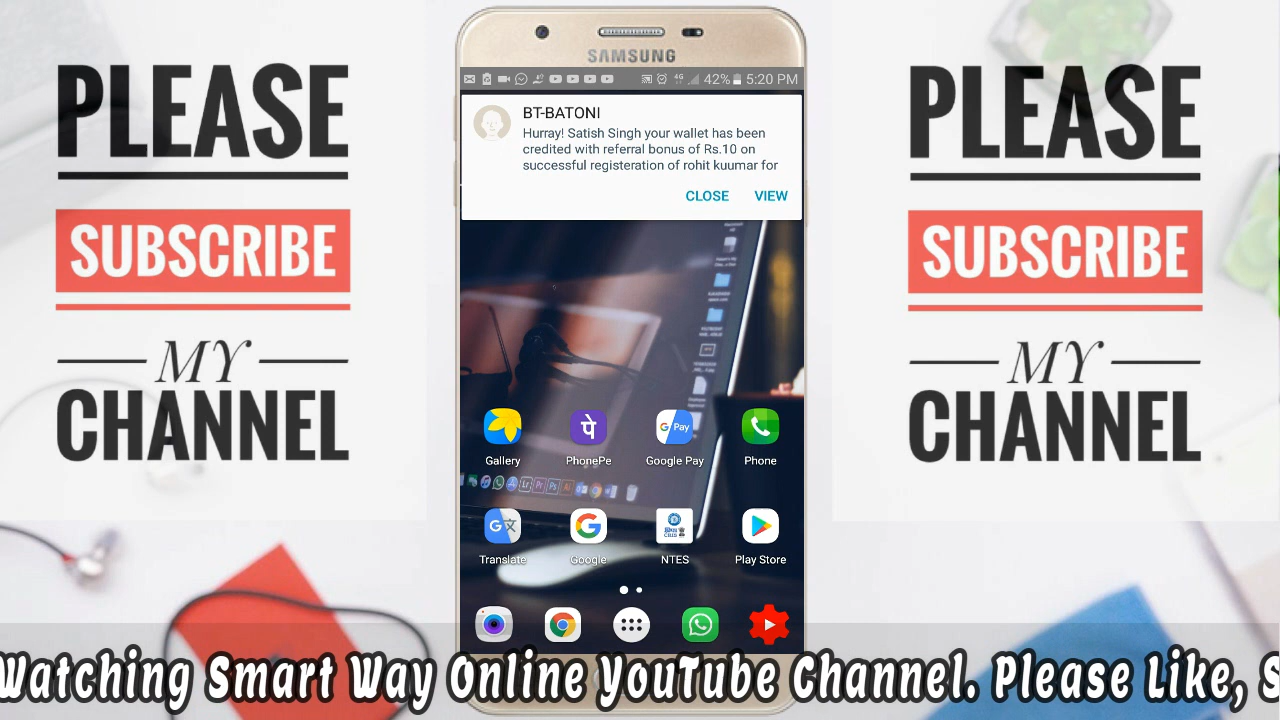 PLEASE
SUBSCRIBE
MY
CHANNEL
SAMSUNG
4G 42% 5:20 PM
BT-BATONI
Hurray! Satish Singh your wallet has been
credited with referral bonus of Rs.10 on
successful registeration of rohit kuumar for
CLOSE VIEW
Gallery PhonePe Google Pay Phone
Translate Google NTES Play Store
PLEASE
SUBSCRIBE
MY
CHANNEL
Watching Smart Way Online YouTube Channel. Please Like, S